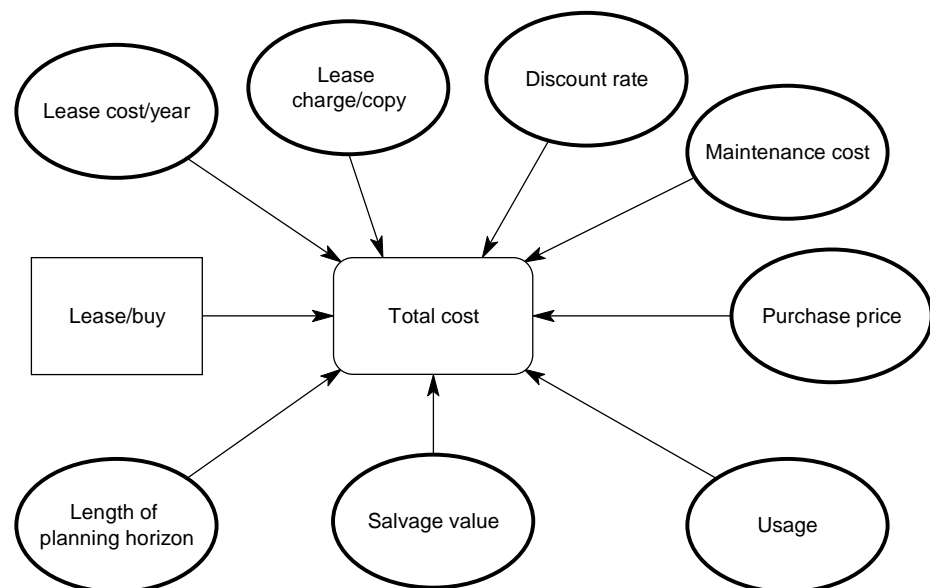 Lease cost/year
Lease
charge/copy
Discount rate
Maintenance cost
Lease/buy
Total cost
Purchase price
Length of
planning horizon
Salvage value
Usage